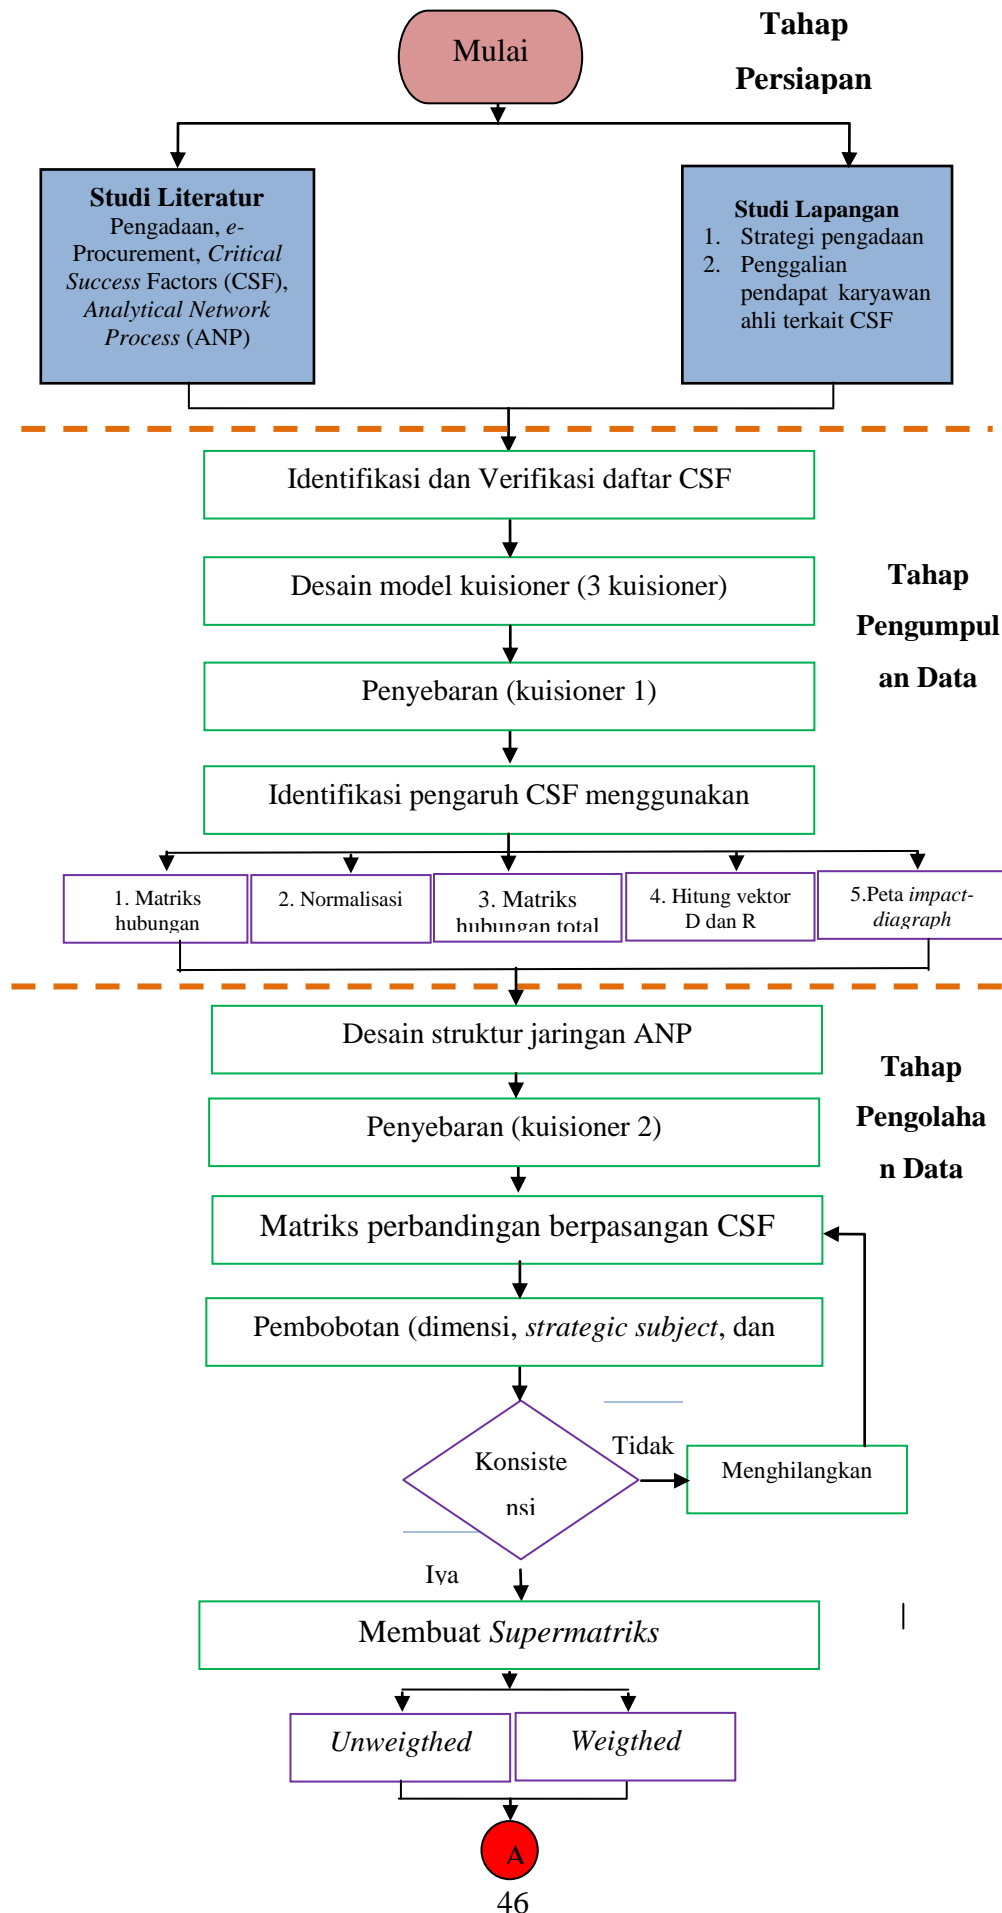 Mulai
Tahap
Persiapan
Studi Literatur
Pengadaan, e-
Procurement, Critical
Success Factors (CSF),
Analytical Network
Process (ANP)
Studi Lapangan
1. Strategi pengadaan
2. Penggalian
pendapat karyawan
ahli terkait CSF
Identifikasi dan Verifikasi daftar CSF
Desain model kuisioner (3 kuisioner)
Tahap
Pengumpul
an Data
Penyebaran (kuisioner 1)
Identifikasi pengaruh CSF menggunakan
1. Matriks
hubungan
2. Normalisasi
3. Matriks
hubungan total
4. Hitung vektor
D dan R
5.Peta impact-
diagraph
Desain struktur jaringan ANP
Tahap
Pengolaha
n Data
Penyebaran (kuisioner 2)
Matriks perbandingan berpasangan CSF
Pembobotan (dimensi, strategic subject, dan
Konsiste
nsi
Tidak
Menghilangkan
Iya
Membuat Supermatriks
Unweigthed
Weigthed
A
46